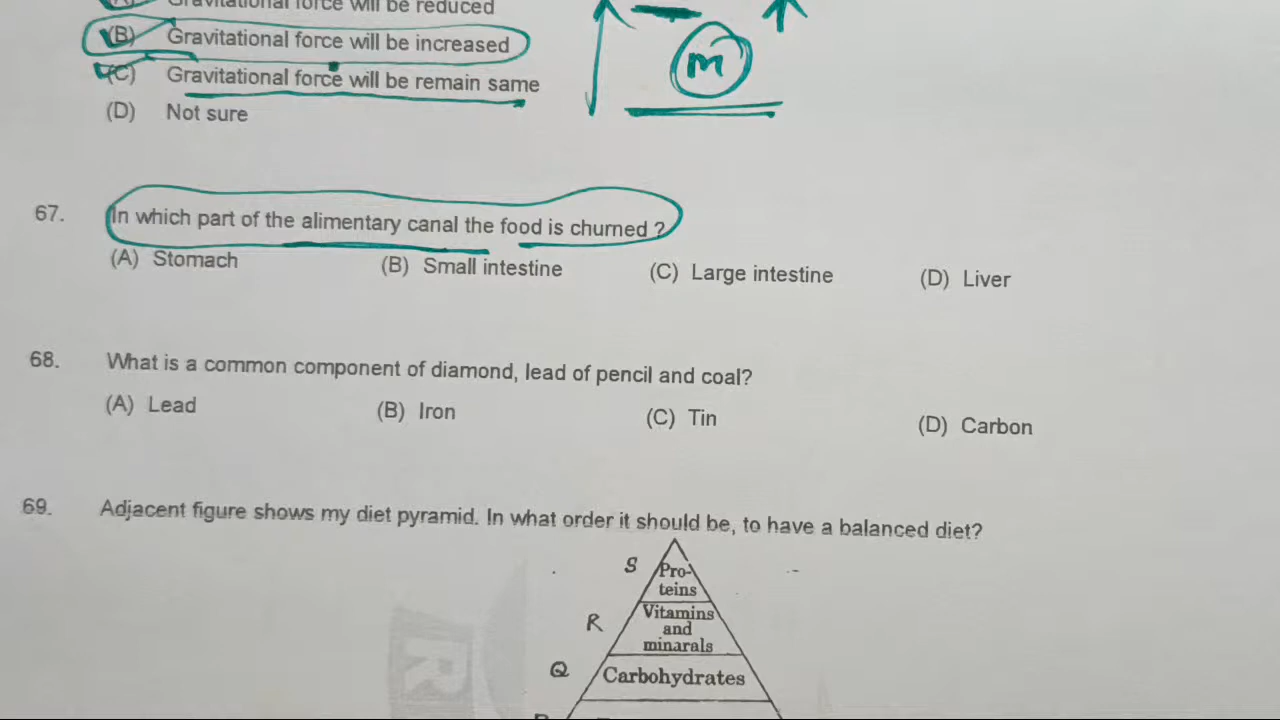 Gravitational force will be reduced
(B) Gravitational force will be increased
(C) Gravitational force will be remain same
(D) Not sure
m
67. In which part of the alimentary canal the food is churned ?
(A) Stomach (B) Small intestine (C) Large intestine (D) Liver
68. What is a common component of diamond, lead of pencil and coal?
(A) Lead (B) Iron (C) Tin (D) Carbon
69. Adjacent figure shows my diet pyramid. In what order it should be, to have a balanced diet?
S Pro-
teins
R Vitamins
and
minarals
Q Carbohydrates